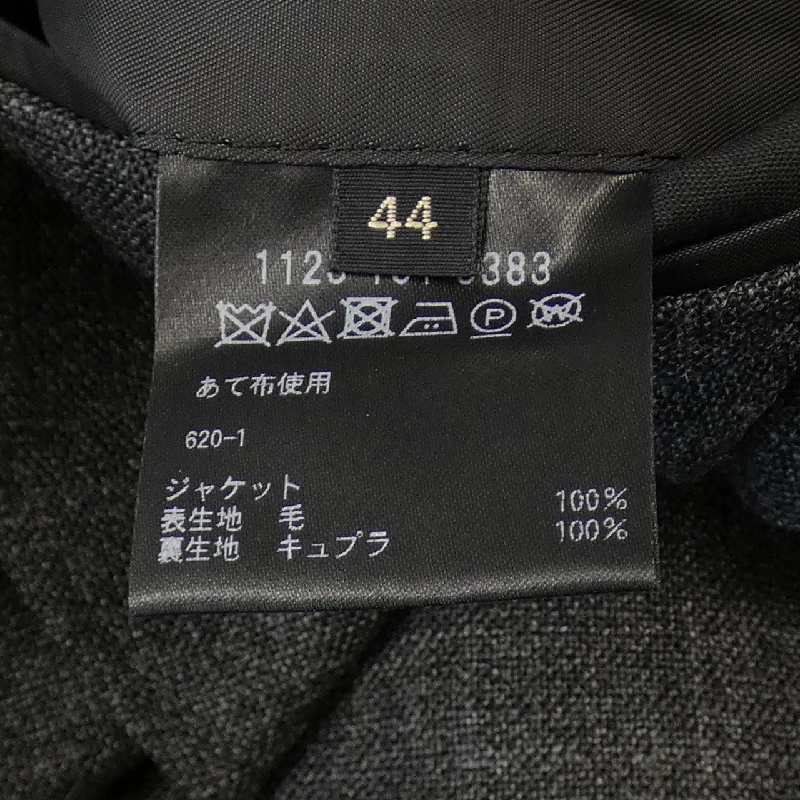 44
383
P W
あて布使用
620-1
ジャケット
表生地 毛 100%
裏生地 キュプラ 100%